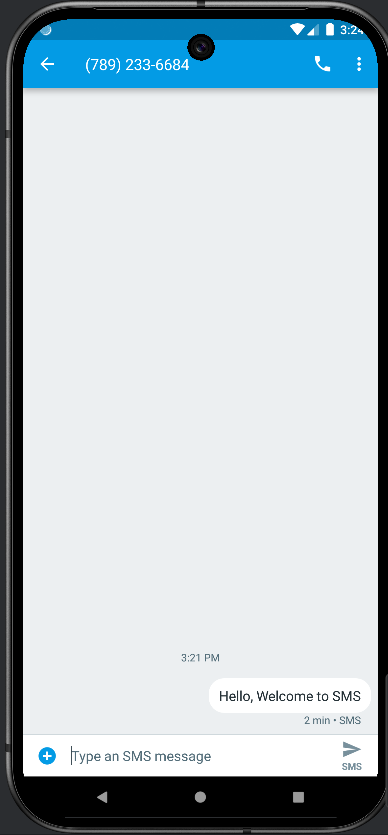 3:24
(789) 233-6684
3:21 PM
Hello, Welcome to SMS
2 min • SMS
Type an SMS message
SMS